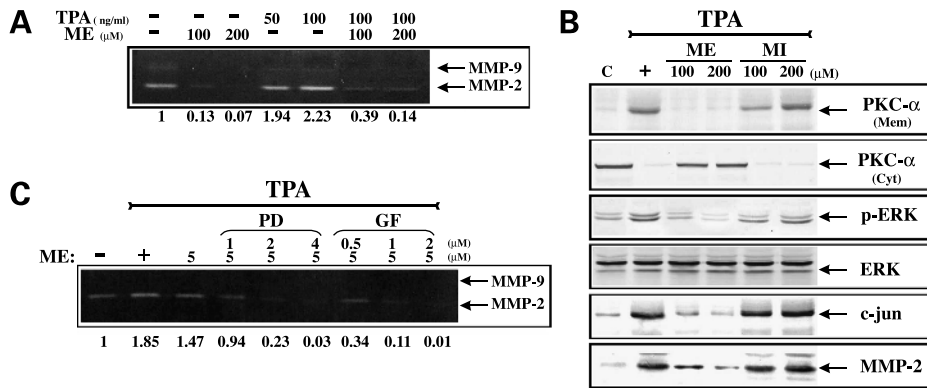 A
TPA (ng/ml) – – – 50 100 100 100
ME (μM) – 100 200 – – 100 200
MMP-9
MMP-2
1 0.13 0.07 1.94 2.23 0.39 0.14
B
TPA
ME MI
C + 100 200 100 200 (μM)
PKC-α
(Mem)
PKC-α
(Cyt)
p-ERK
ERK
c-jun
MMP-2
C
TPA
PD GF
– + 1 2 4 0.5 1 2 (μM)
ME: 5 5 5 5 5 5 5 (μM)
MMP-9
MMP-2
1 1.85 1.47 0.94 0.23 0.03 0.34 0.11 0.01